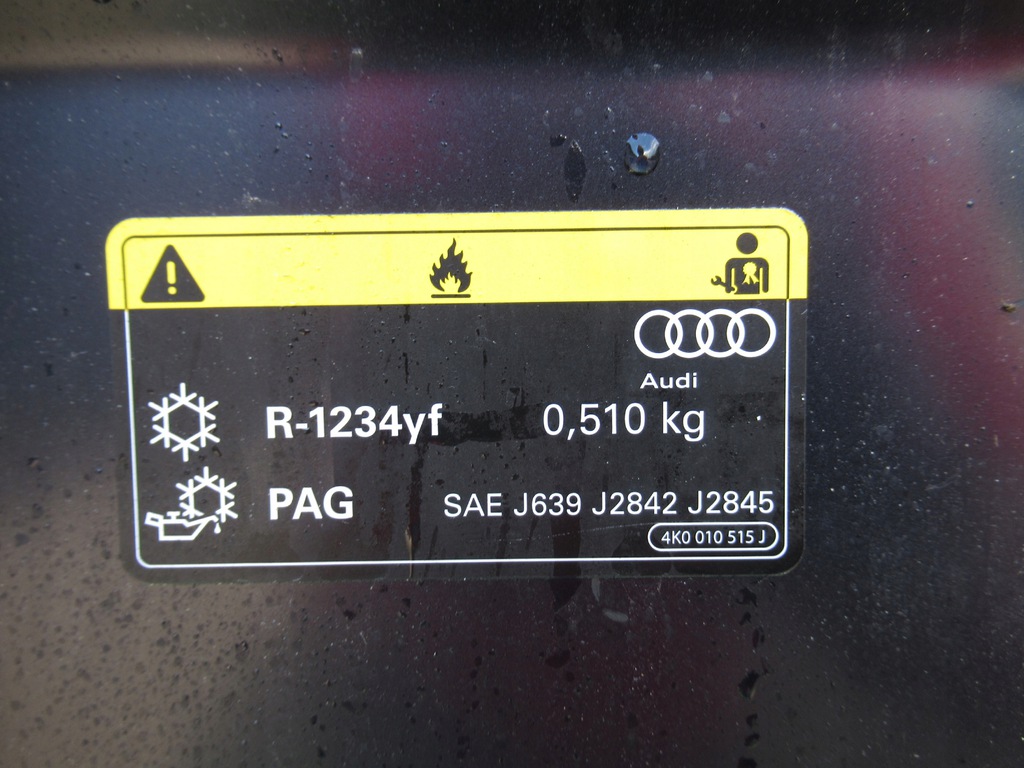 Audi
R-1234yf 0,510 kg
PAG SAE J639 J2842 J2845
4K0 010 515 J